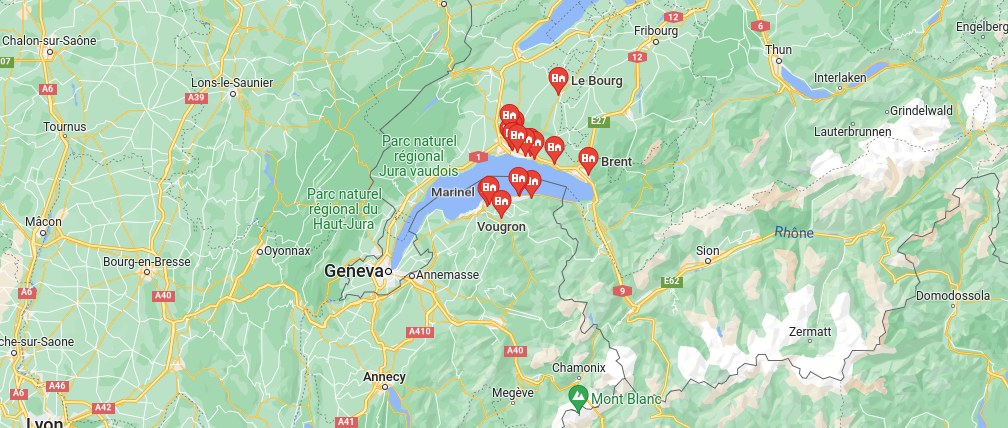 Chalon-sur-Saône
07
A6
Tournus
Lons-le-Saunier
A39
12
Fribourg
12
6
Engelberg
Thun
Interlaken
Grindelwald
Lauterbrunnen
Le Bourg
E27
Parc naturel
régional
Jura vaudois
1
Brent
Marinel
Vougron
Parc naturel
régional du
Haut-Jura
Mâcon
Bourg-en-Bresse
Oyonnax
Geneva
Annemasse
Sion
Rhône
A6
A40
9
E62
Domodossola
che-sur-Saone
A410
A40
Zermatt
Chamonix
Mont Blanc
Megève
Annecy
A46
A6
A42
A41
Lyon